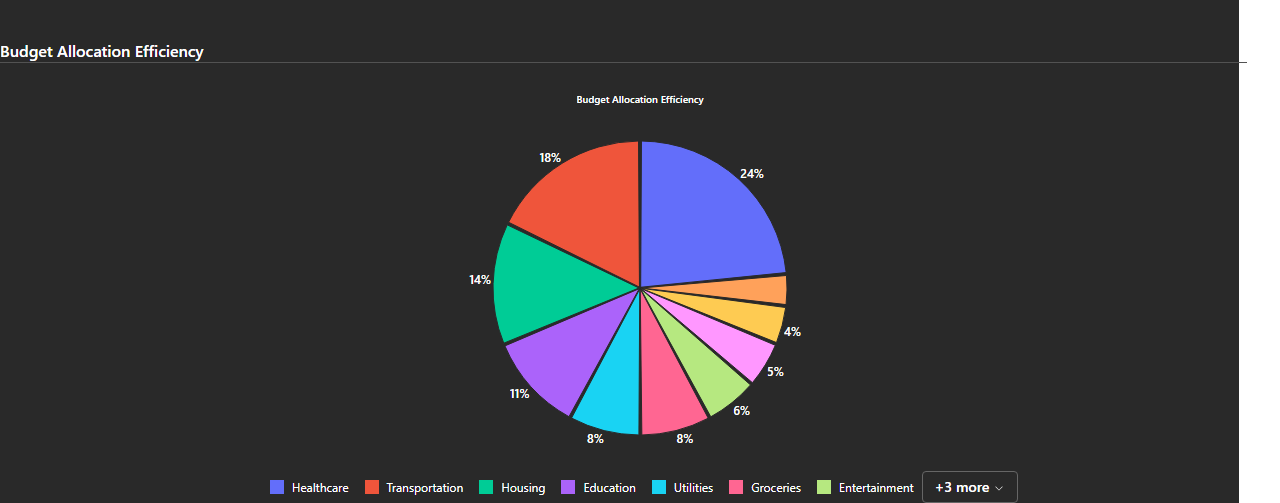 Budget Allocation Efficiency
Budget Allocation Efficiency
18%
24%
14%
4%
5%
11%
6%
8%
8%
Healthcare
Transportation
Housing
Education
Utilities
Groceries
Entertainment
+3 more